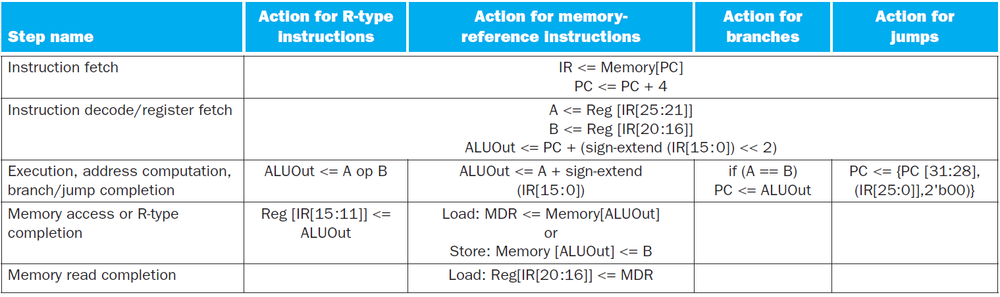 Step name
Action for R-type
instructions
Action for memory-
reference instructions
Action for
branches
Action for
jumps
Instruction fetch
IR <= Memory[PC]
PC <= PC + 4
Instruction decode/register fetch
A <= Reg [IR[25:21]]
B <= Reg [IR[20:16]]
ALUOut <= PC + (sign-extend (IR[15:0]) << 2)
Execution, address computation,
branch/jump completion
ALUOut <= A op B
ALUOut <= A + sign-extend
(IR[15:0])
if (A == B)
PC <= ALUOut
PC <= {PC [31:28],
(IR[25:0]],2'b00)}
Memory access or R-type
completion
Reg [IR[15:11]] <=
ALUOut
Load: MDR <= Memory[ALUOut]
or
Store: Memory [ALUOut] <= B
Memory read completion
Load: Reg[IR[20:16]] <= MDR